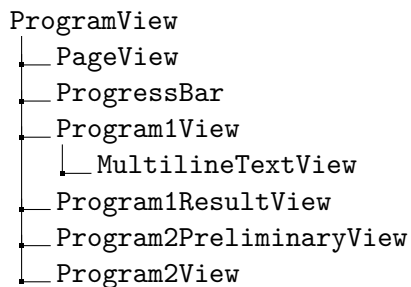 ProgramView
PageView
ProgressBar
Program1View
MultilineTextView
Program1ResultView
Program2PreliminaryView
Program2View